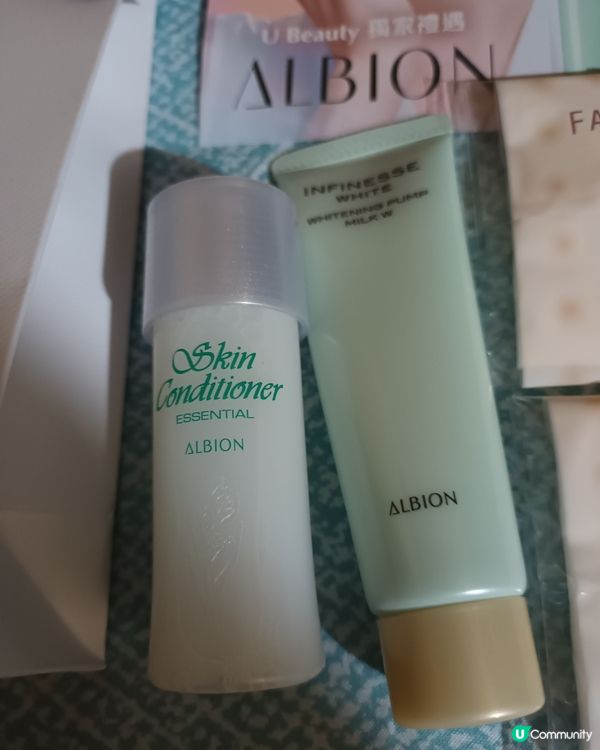 U Beauty 獨家禮遇
ALBION
FA
INFINESSE
WHITE
WHITENING PUMP
MILK W
Skin
Conditioner
ESSENTIAL
ALBION
ALBION
U Community